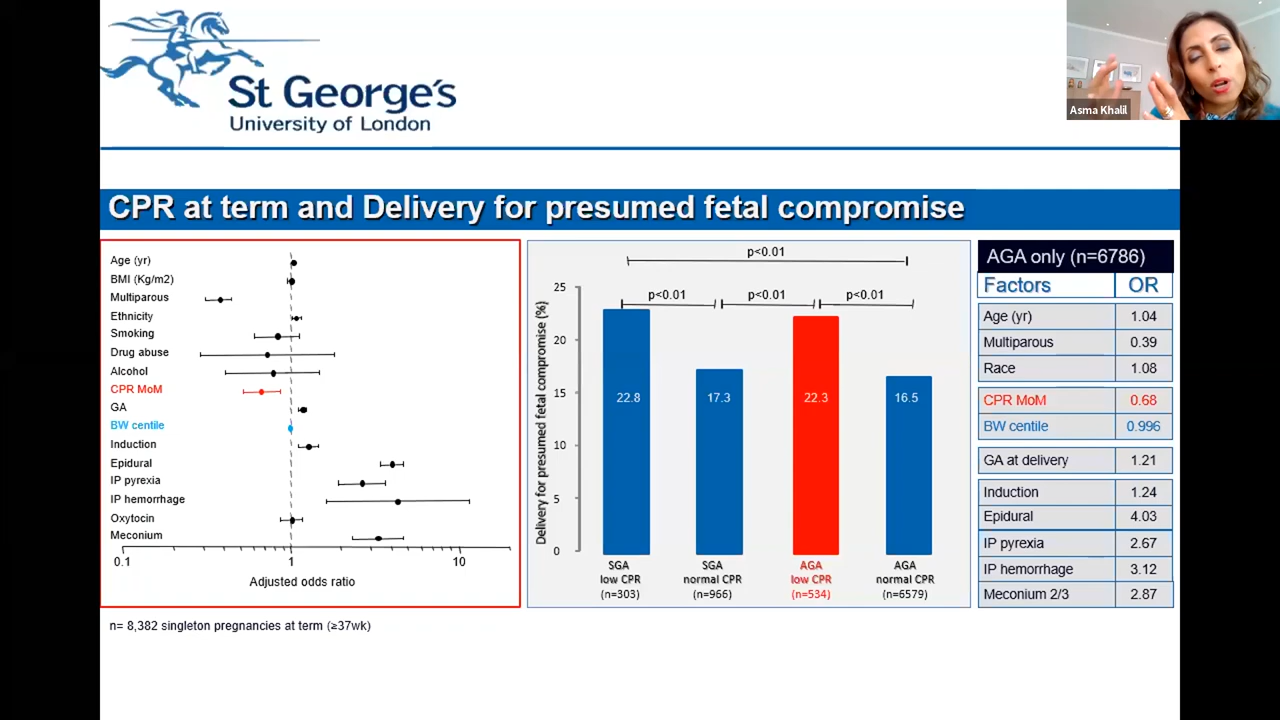 St George's
University of London
Asma Khalil
CPR at term and Delivery for presumed fetal compromise
Age (yr)
BMI (Kg/m2)
Multiparous
Ethnicity
Smoking
Drug abuse
Alcohol
CPR MoM
GA
BW centile
Induction
Epidural
IP pyrexia
IP hemorrhage
Oxytocin
Meconium
0.1 1 10
Adjusted odds ratio
n= 8,382 singleton pregnancies at term (≥37wk)
Delivery for presumed fetal compromise (%)
25
20
15
10
5
0
p<0.01
p<0.01 p<0.01 p<0.01
22.8 17.3 22.3 16.5
SGA low CPR (n=303)
SGA normal CPR (n=966)
AGA low CPR (n=534)
AGA normal CPR (n=6579)
AGA only (n=6786)
Factors OR
Age (yr) 1.04
Multiparous 0.39
Race 1.08
CPR MoM 0.68
BW centile 0.996
GA at delivery 1.21
Induction 1.24
Epidural 4.03
IP pyrexia 2.67
IP hemorrhage 3.12
Meconium 2/3 2.87